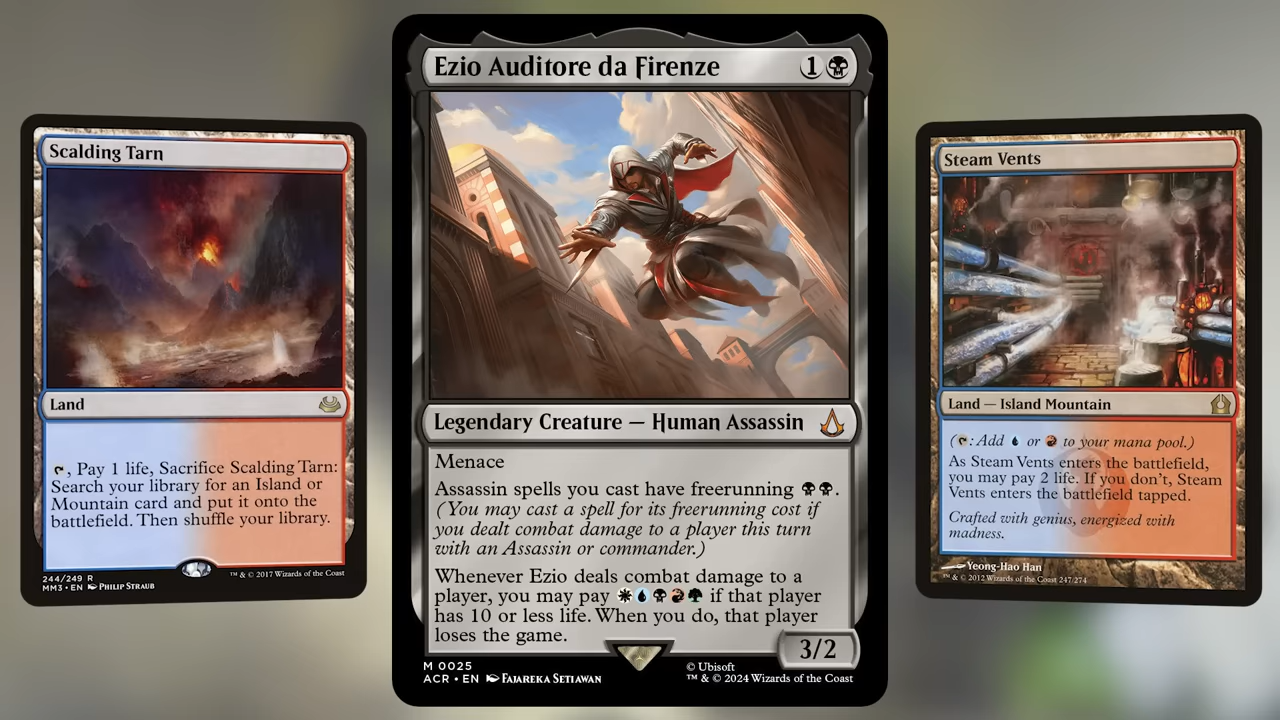 Scalding Tarn
Land
, Pay 1 life, Sacrifice Scalding Tarn:
Search your library for an Island or
Mountain card and put it onto the
battlefield. Then shuffle your library.
244/249 R
MM3 • EN Philip Straub
™ & © 2017 Wizards of the Coast
Ezio Auditore da Firenze
1
Legendary Creature — Human Assassin
Menace
Assassin spells you cast have freerunning .
(You may cast a spell for its freerunning cost if
you dealt combat damage to a player this turn
with an Assassin or commander.)
Whenever Ezio deals combat damage to a
player, you may pay if that player
has 10 or less life. When you do, that player
loses the game.
3/2
M 0025
ACR • EN Fajareka Setiawan
© Ubisoft
™ & © 2024 Wizards of the Coast
Steam Vents
Land — Island Mountain
(: Add or to your mana pool.)
As Steam Vents enters the battlefield,
you may pay 2 life. If you don't, Steam
Vents enters the battlefield tapped.
Crafted with genius, energized with
madness.
Yeong-Hao Han
™ & © 2012 Wizards of the Coast 247/274